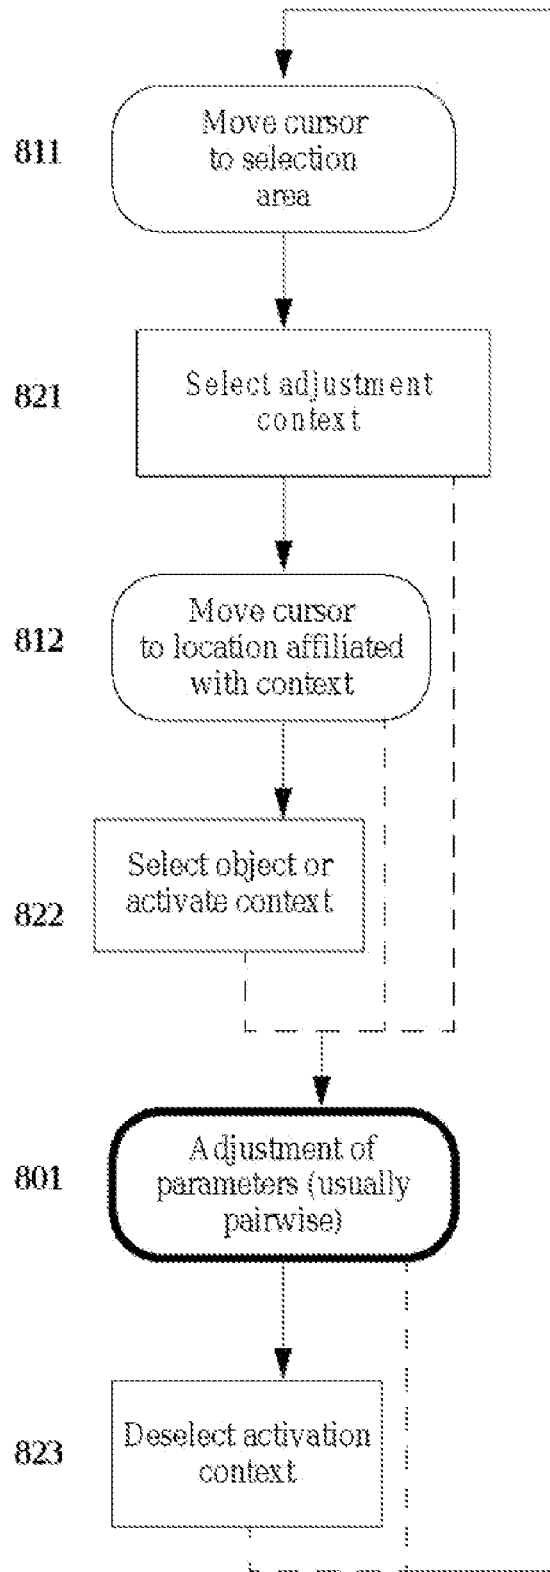 811
Move cursor
to selection
area
821
Select adjustment
context
812
Move cursor
to location affiliated
with context
822
Select object or
activate context
801
Adjustment of
parameters (usually
pairwise)
823
Deselect activation
context